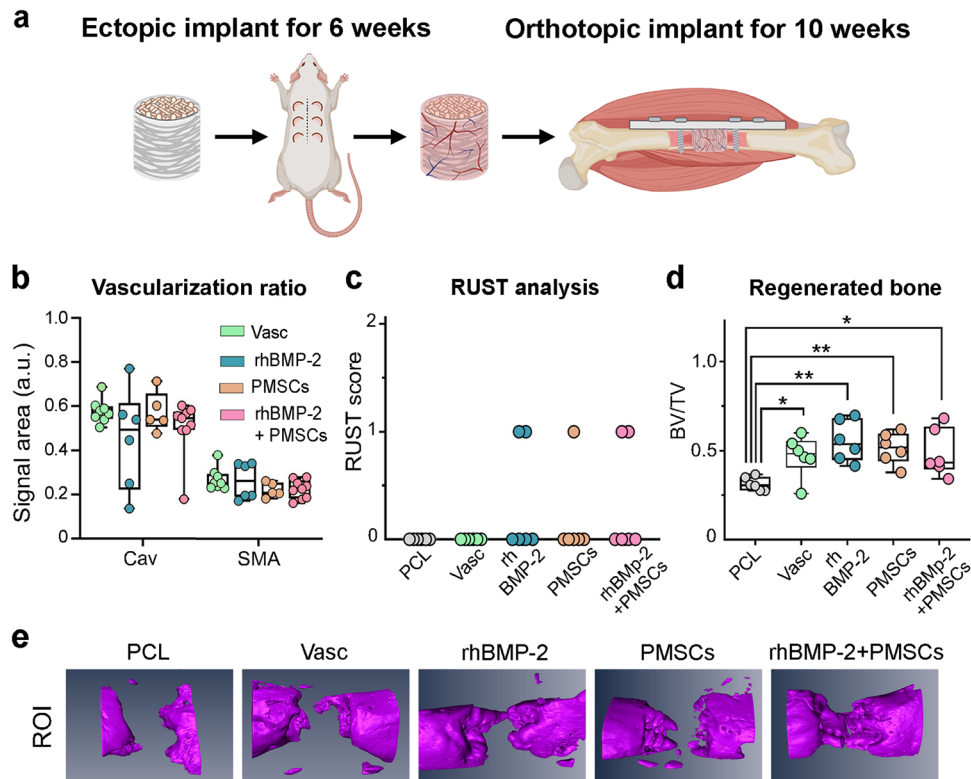 a
Ectopic implant for 6 weeks
Orthotopic implant for 10 weeks
b
Vascularization ratio
Signal area (a.u.)
1.0
0.8
0.6
0.4
0.2
0
Cav
SMA
Vasc
rhBMP-2
PMSCs
rhBMP-2
+ PMSCs
c
RUST analysis
RUST score
2
1
0
PCL
Vasc
rh
BMP-2
PMSCs
rhBMp-2
+PMSCs
d
Regenerated bone
BV/TV
1.0
0.5
0
*
**
**
*
PCL
Vasc
rh
BMP-2
PMSCs
rhBMp-2
+PMSCs
e
PCL
Vasc
rhBMP-2
PMSCs
rhBMP-2+PMSCs
ROI